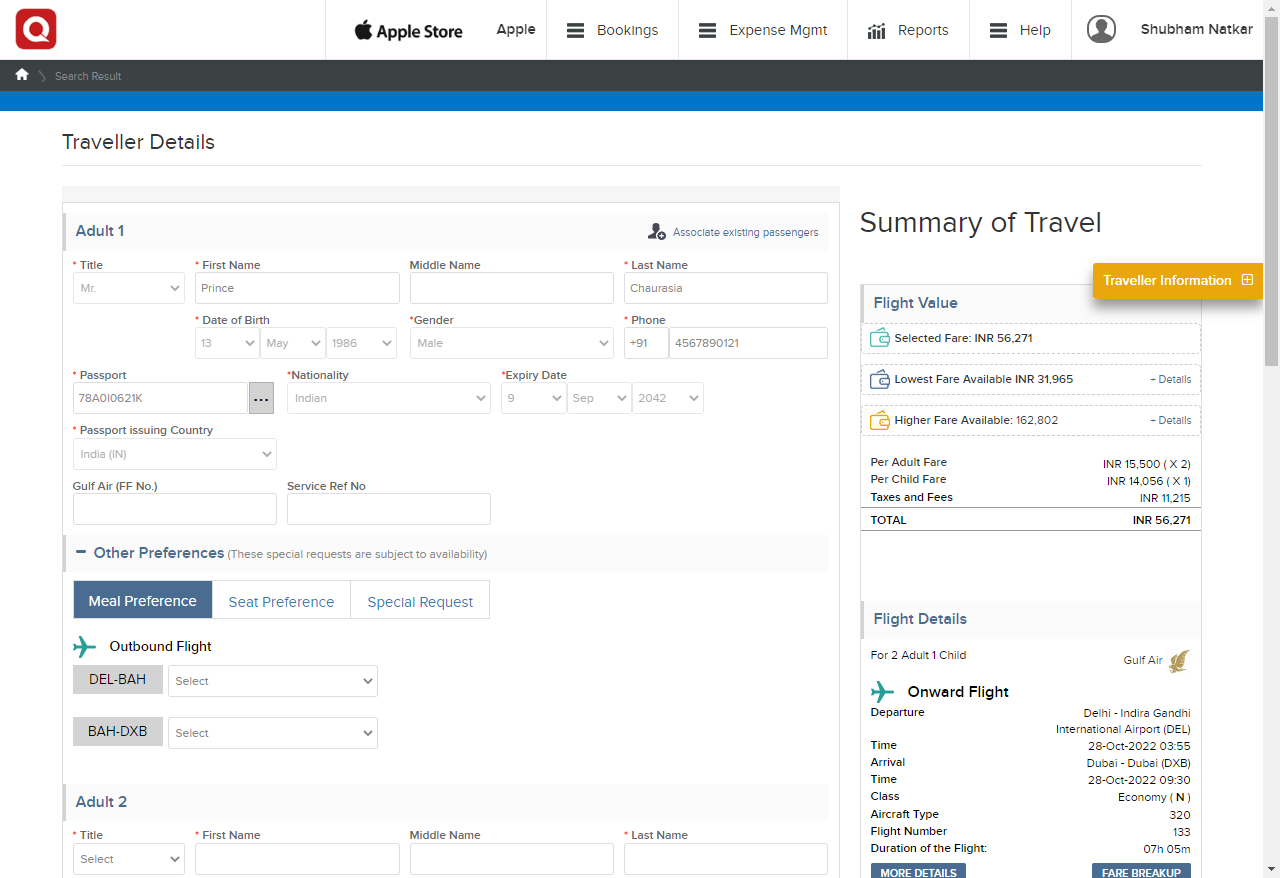 Apple Store
Apple
Bookings
Expense Mgmt
Reports
Help
Shubham Natkar
Search Result
Traveller Details
Adult 1
Associate existing passengers
* Title
* First Name
Middle Name
* Last Name
Mr.
Prince
Chaurasia
* Date of Birth
*Gender
* Phone
13
May
1986
Male
+91
4567890121
* Passport
*Nationality
*Expiry Date
78A0I0621K
...
Indian
9
Sep
2042
* Passport issuing Country
India (IN)
Gulf Air (FF No.)
Service Ref No
Other Preferences (These special requests are subject to availability)
Meal Preference
Seat Preference
Special Request
Outbound Flight
DEL-BAH
Select
BAH-DXB
Select
Adult 2
* Title
* First Name
Middle Name
* Last Name
Select
Summary of Travel
Traveller Information
Flight Value
Selected Fare: INR 56,271
Lowest Fare Available INR 31,965
+ Details
Higher Fare Available: 162,802
+ Details
Per Adult Fare INR 15,500 ( X 2)
Per Child Fare INR 14,056 ( X 1)
Taxes and Fees INR 11,215
TOTAL INR 56,271
Flight Details
For 2 Adult 1 Child
Gulf Air
Onward Flight
Departure Delhi - Indira Gandhi
International Airport (DEL)
Time 28-Oct-2022 03:55
Arrival Dubai - Dubai (DXB)
Time 28-Oct-2022 09:30
Class Economy ( N )
Aircraft Type 320
Flight Number 133
Duration of the Flight: 07h 05m
MORE DETAILS
FARE BREAKUP